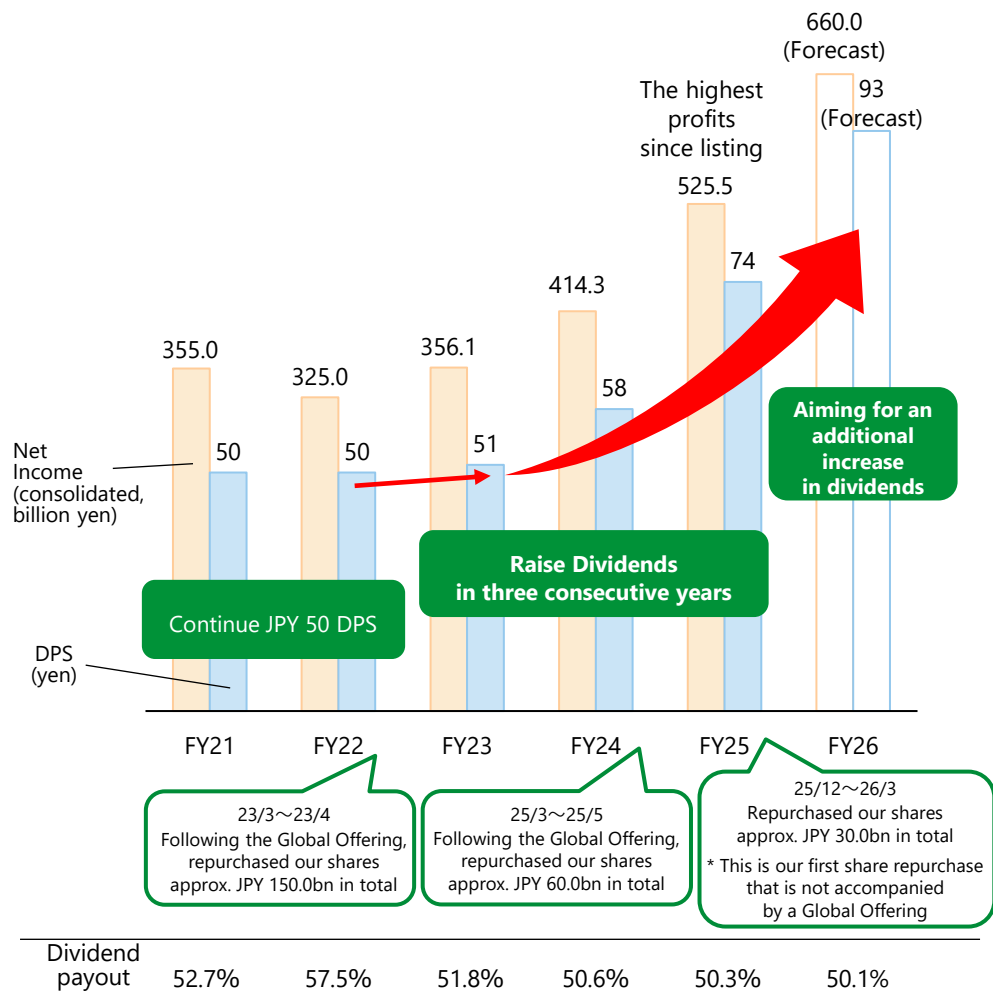 660.0
(Forecast)
93
(Forecast)
The highest
profits
since listing
525.5
74
414.3
58
355.0
50
325.0
50
356.1
51
Net
Income
(consolidated,
billion yen)
DPS
(yen)
Aiming for an
additional
increase
in dividends
Raise Dividends
in three consecutive years
Continue JPY 50 DPS
FY21 FY22 FY23 FY24 FY25 FY26
23/3～23/4
Following the Global Offering,
repurchased our shares
approx. JPY 150.0bn in total
25/3～25/5
Following the Global Offering,
repurchased our shares
approx. JPY 60.0bn in total
25/12～26/3
Repurchased our shares
approx. JPY 30.0bn in total
* This is our first share repurchase
that is not accompanied
by a Global Offering
Dividend
payout
52.7% 57.5% 51.8% 50.6% 50.3% 50.1%